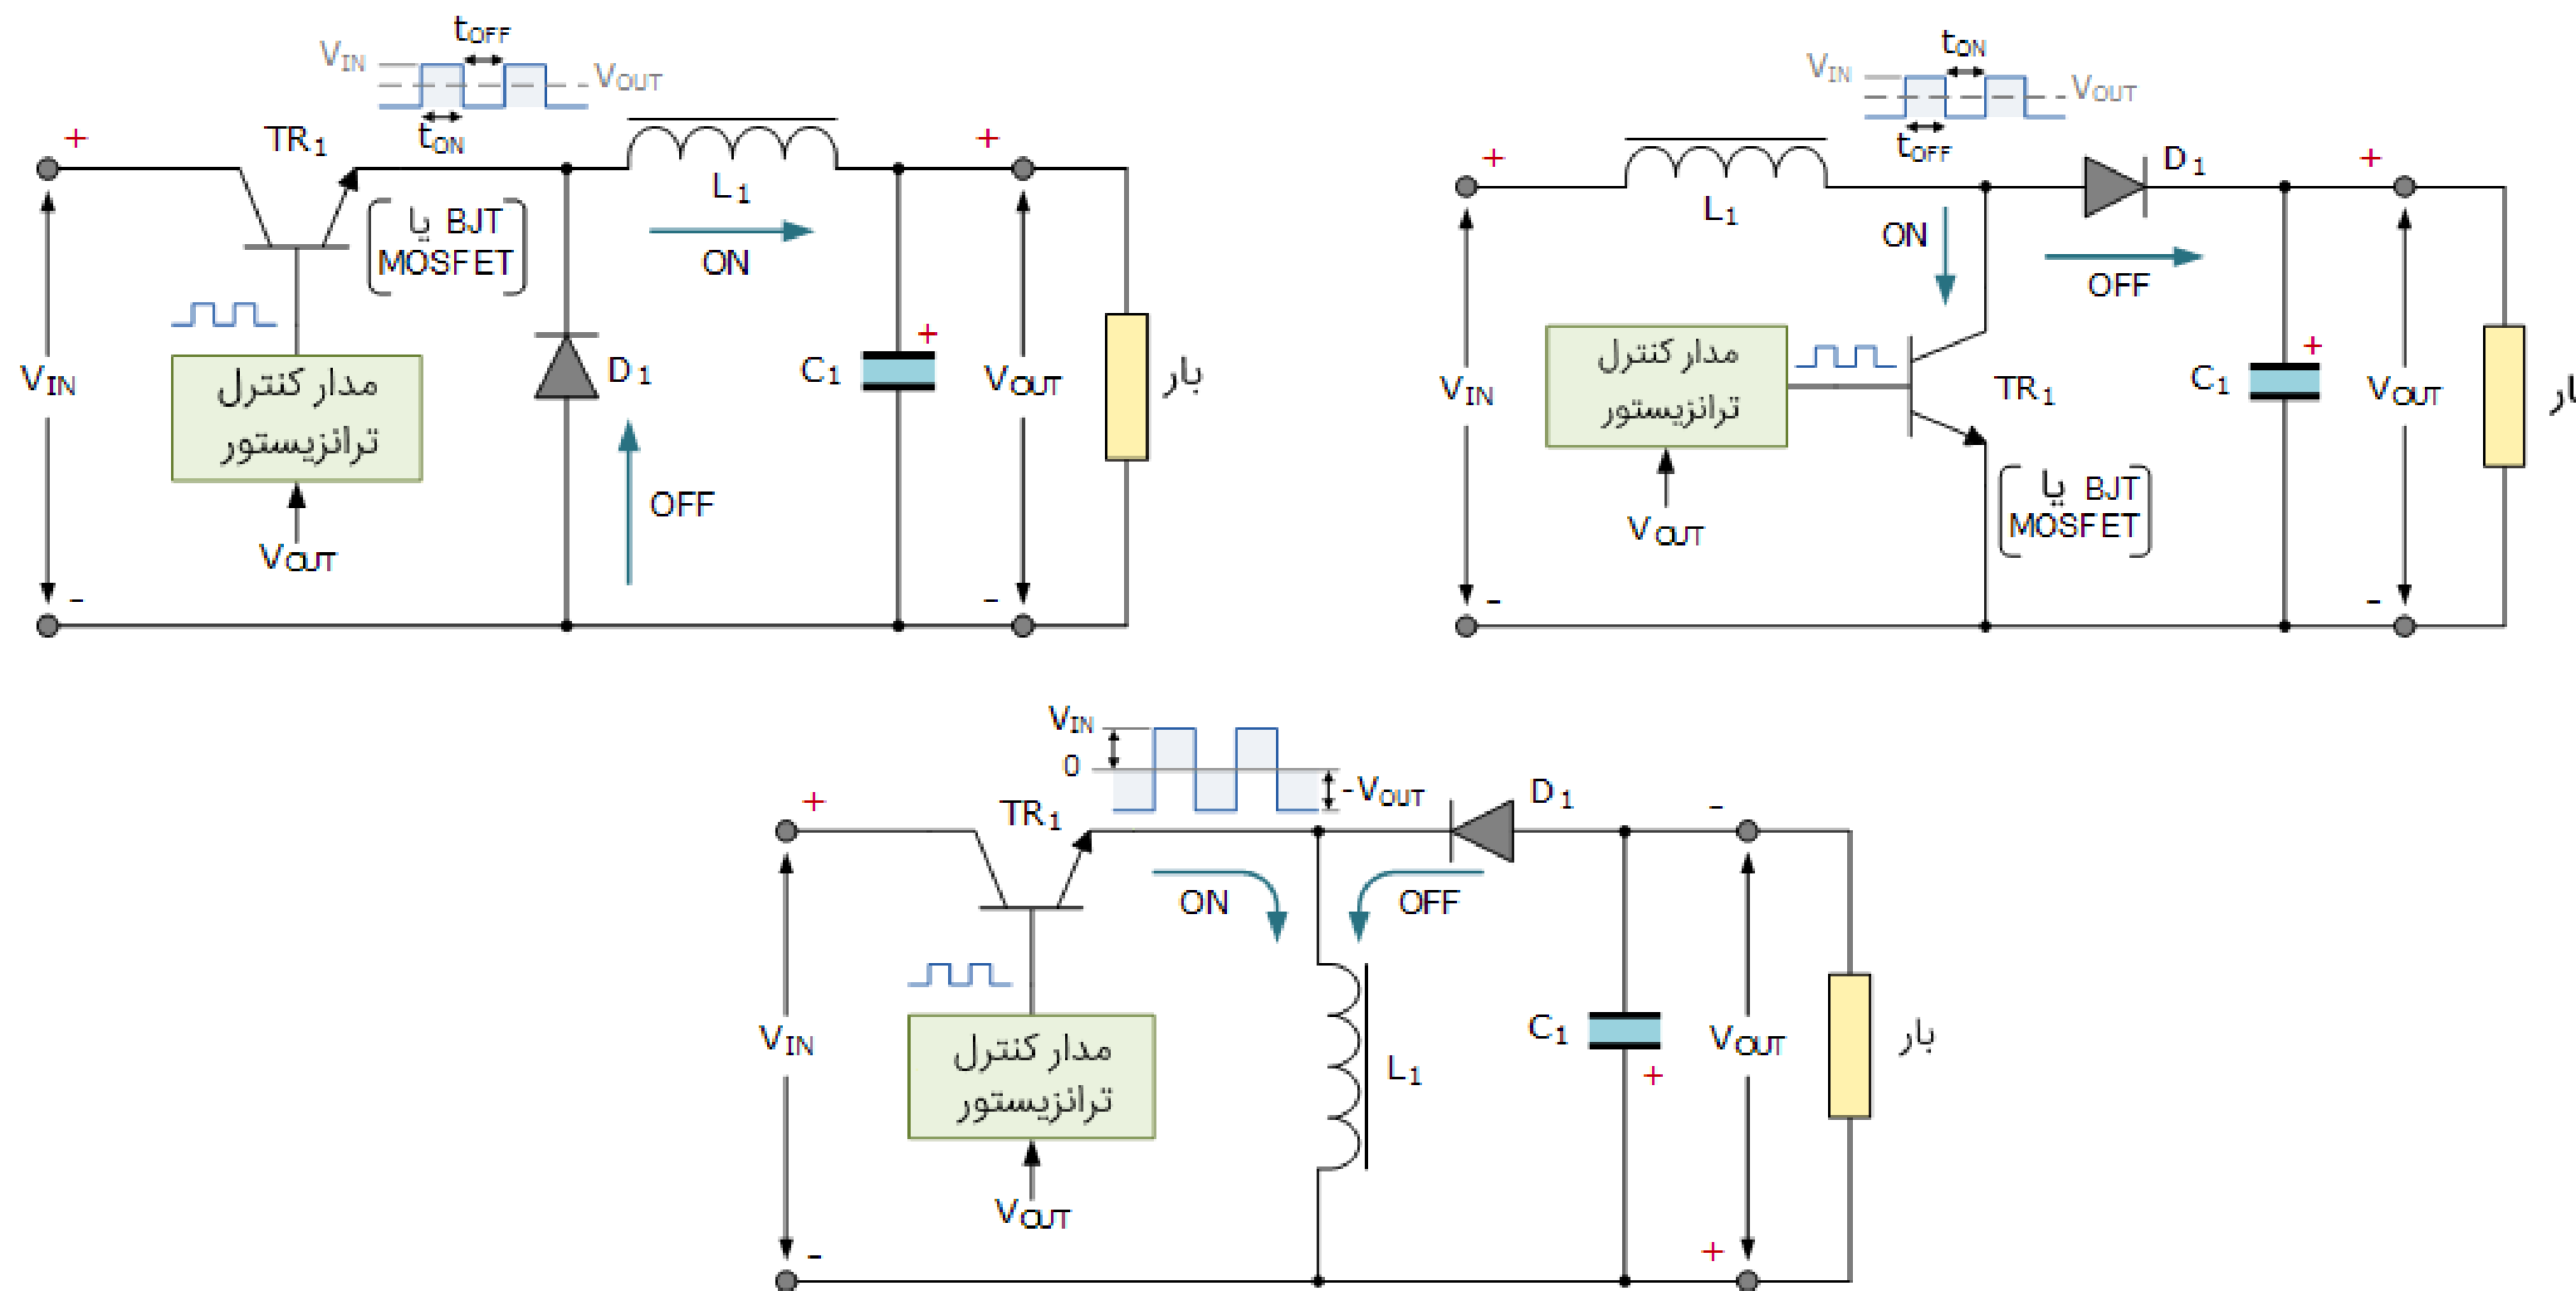 tOFF
VIN
VOUT
tON
+
TR1
+
L1
BJT یا
MOSFET
ON
+
مدار کنترل
ترانزیستور
VIN
D1
C1
VOUT
بار
OFF
VOUT
-
-
tON
VIN
VOUT
tOFF
+
D1
+
L1
ON
OFF
مدار کنترل
ترانزیستور
+
VIN
TR1
C1
VOUT
BJT یا
MOSFET
VOUT
-
-
VIN
0
-VOUT
+
TR1
D1
-
ON
OFF
مدار کنترل
ترانزیستور
VIN
L1
C1
VOUT
بار
+
VOUT
-
+